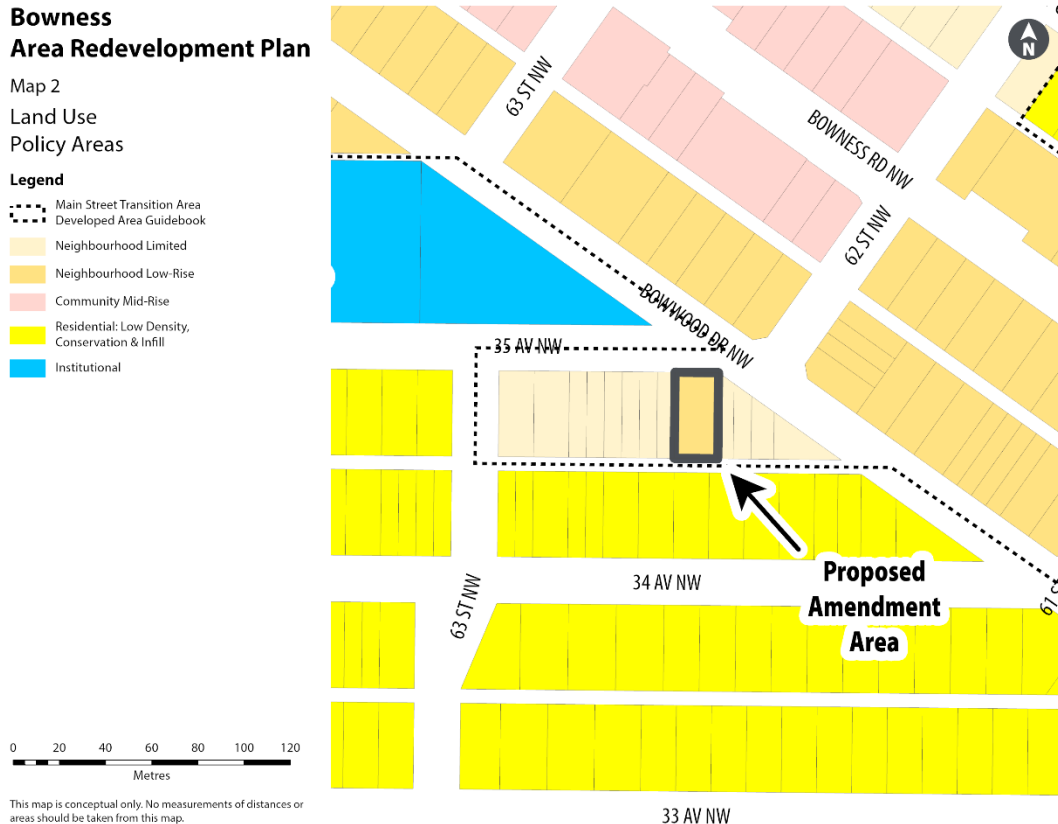 Bowness
Area Redevelopment Plan
Map 2
Land Use
Policy Areas
Legend
Main Street Transition Area
Developed Area Guidebook
Neighbourhood Limited
Neighbourhood Low-Rise
Community Mid-Rise
Residential: Low Density,
Conservation & Infill
Institutional
0 20 40 60 80 100 120
Metres
This map is conceptual only. No measurements of distances or
areas should be taken from this map.
N
63 ST NW
BOWNESS RD NW
62 ST NW
BOWWOOD DR NW
35 AV NW
34 AV NW
63 ST NW
Proposed
Amendment
Area
61 S
33 AV NW